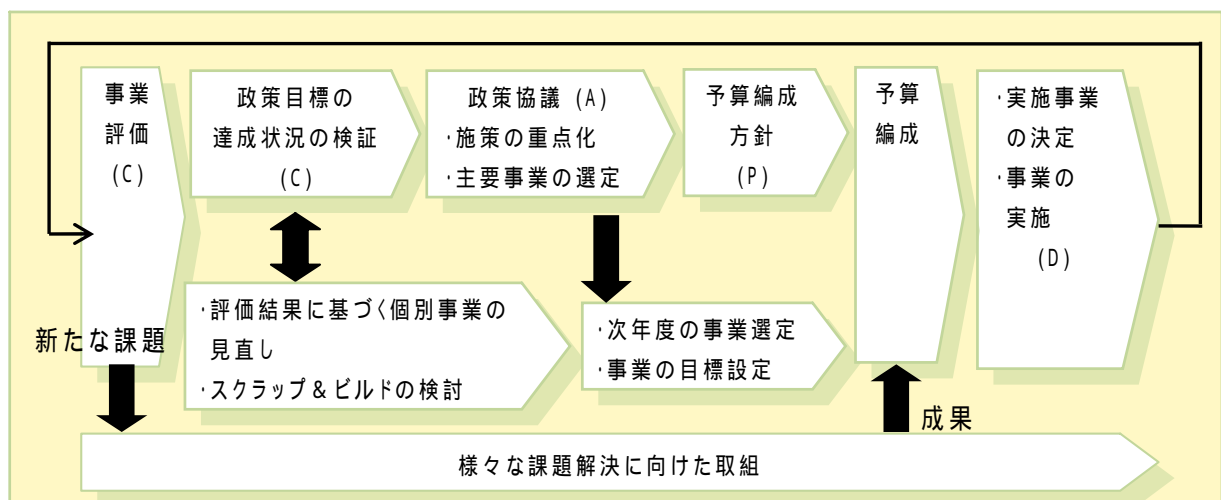 事業
評価
(C)
政策目標の
達成状況の検証
(C)
政策協議 (A)
・施策の重点化
・主要事業の選定
予算編成
方針
(P)
予算
編成
・実施事業
の決定
・事業の
実施
(D)
・評価結果に基づく個別事業の
見直し
・スクラップ＆ビルドの検討
・次年度の事業選定
・事業の目標設定
新たな課題
成果
様々な課題解決に向けた取組